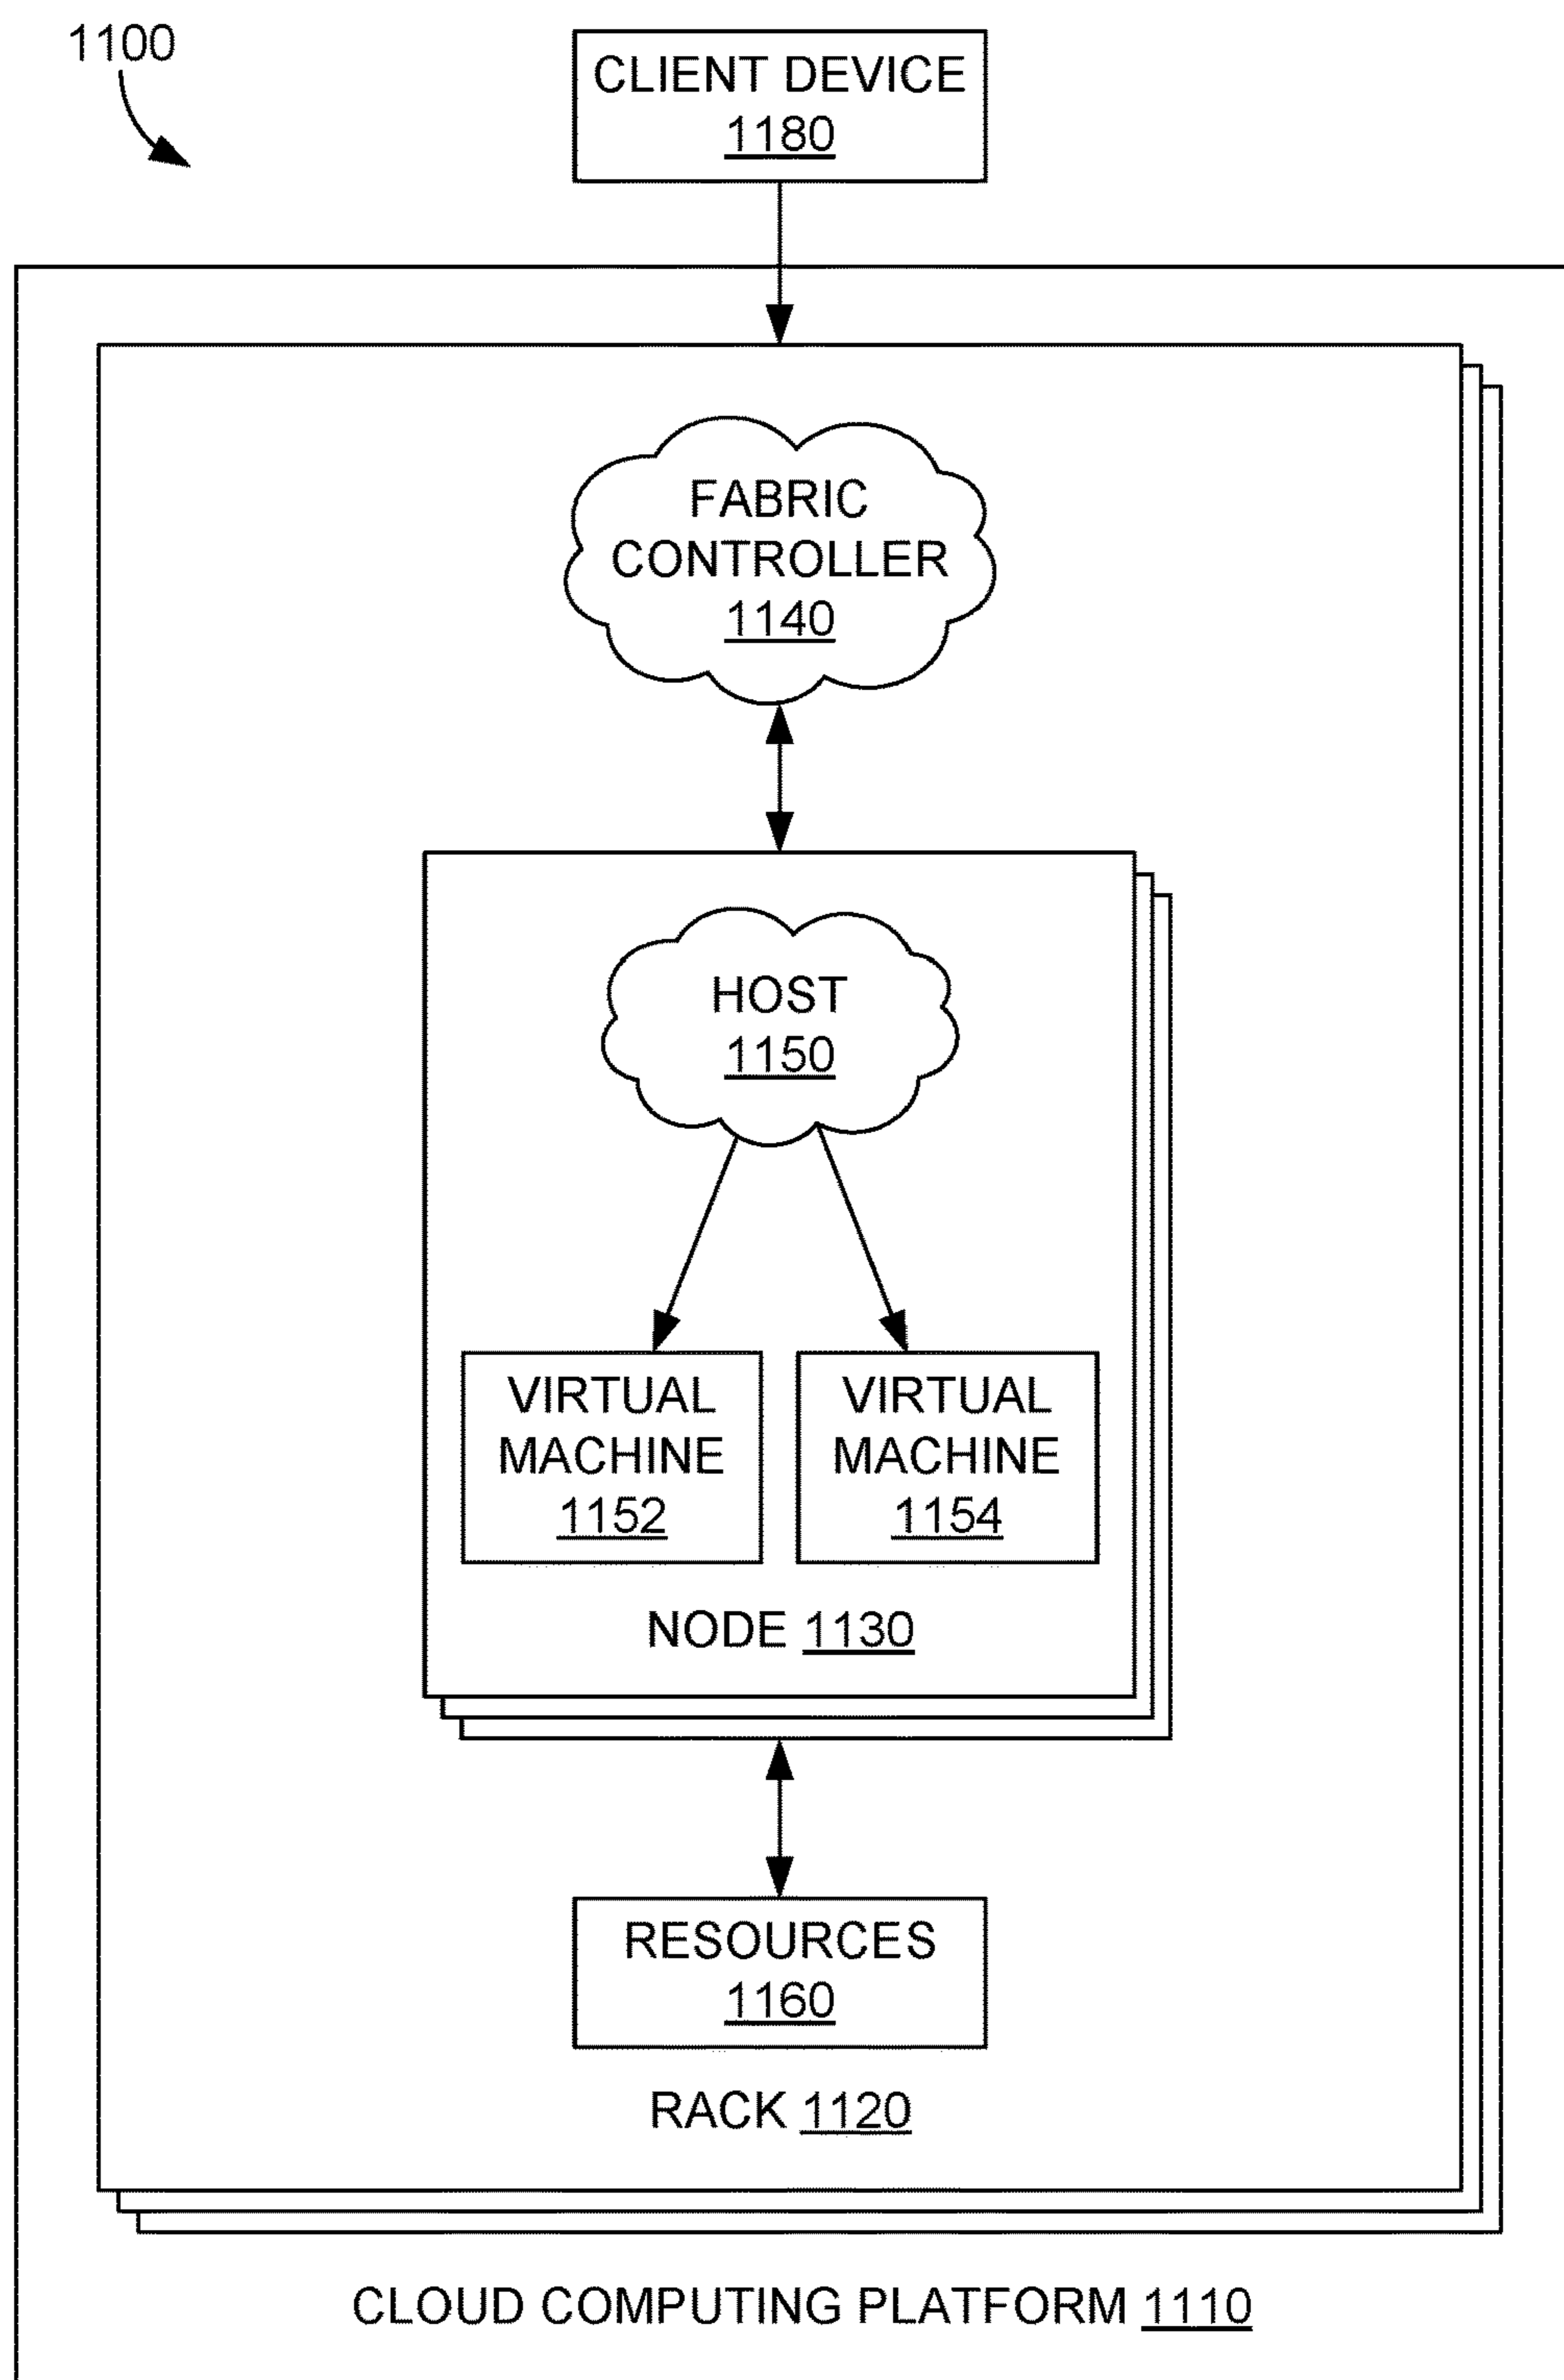 1100
CLIENT DEVICE
1180
FABRIC
CONTROLLER
1140
HOST
1150
VIRTUAL
MACHINE
1152
VIRTUAL
MACHINE
1154
NODE 1130
RESOURCES
1160
RACK 1120
CLOUD COMPUTING PLATFORM 1110